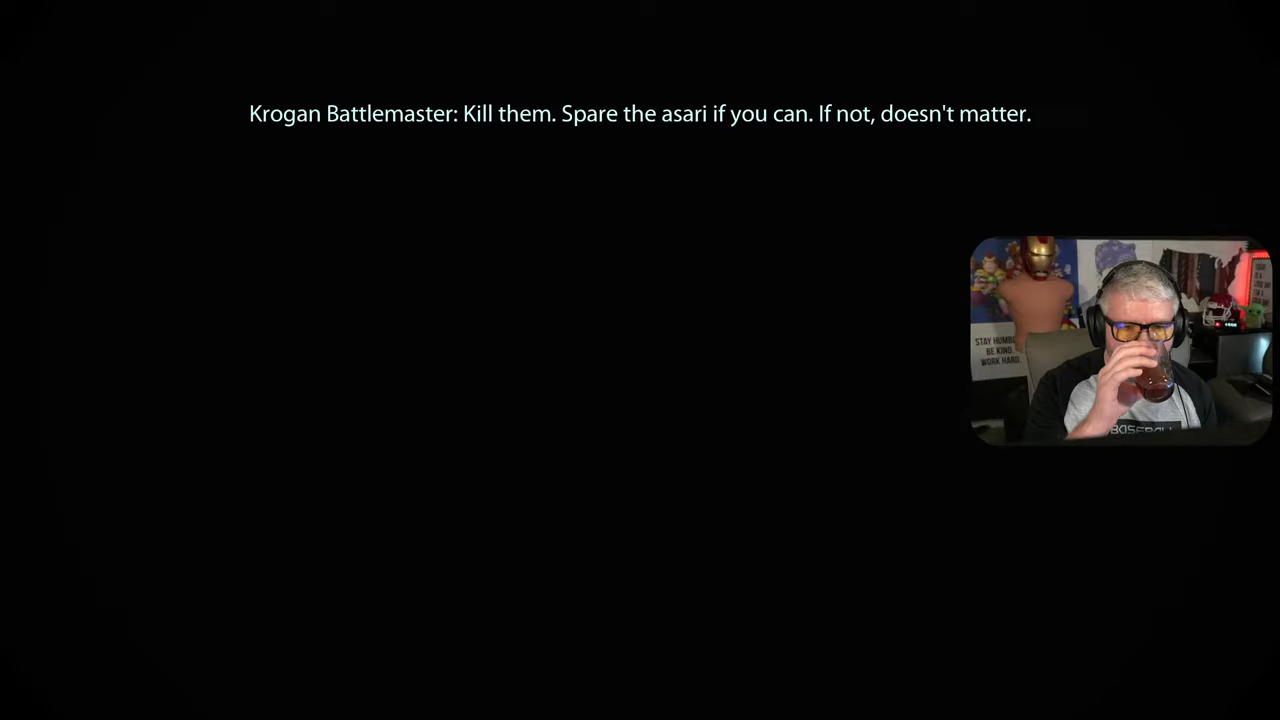 Krogan Battlemaster: Kill them. Spare the asari if you can. If not, doesn't matter.
STAY HUMBLE
BE KIND
WORK HARD
BASEBALL